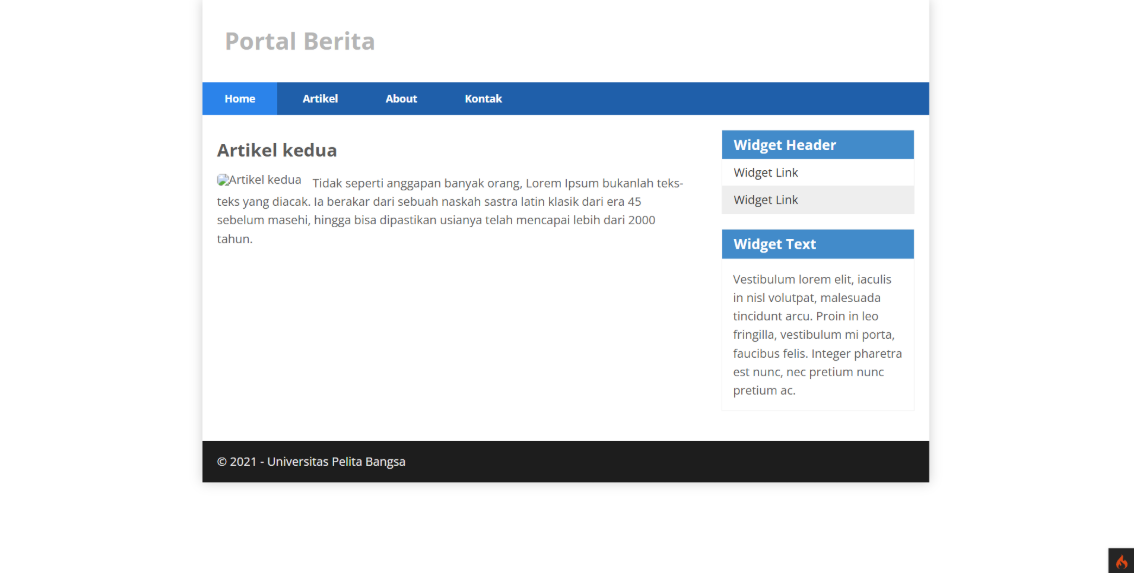 Portal Berita
Home Artikel About Kontak
Artikel kedua
Artikel kedua
Tidak seperti anggapan banyak orang, Lorem Ipsum bukanlah teks-
teks yang diacak. Ia berakar dari sebuah naskah sastra latin klasik dari era 45
sebelum masehi, hingga bisa dipastikan usianya telah mencapai lebih dari 2000
tahun.
Widget Header
Widget Link
Widget Link
Widget Text
Vestibulum lorem elit, iaculis
in nisl volutpat, malesuada
tincidunt arcu. Proin in leo
fringilla, vestibulum mi porta,
faucibus felis. Integer pharetra
est nunc, nec pretium nunc
pretium ac.
© 2021 - Universitas Pelita Bangsa